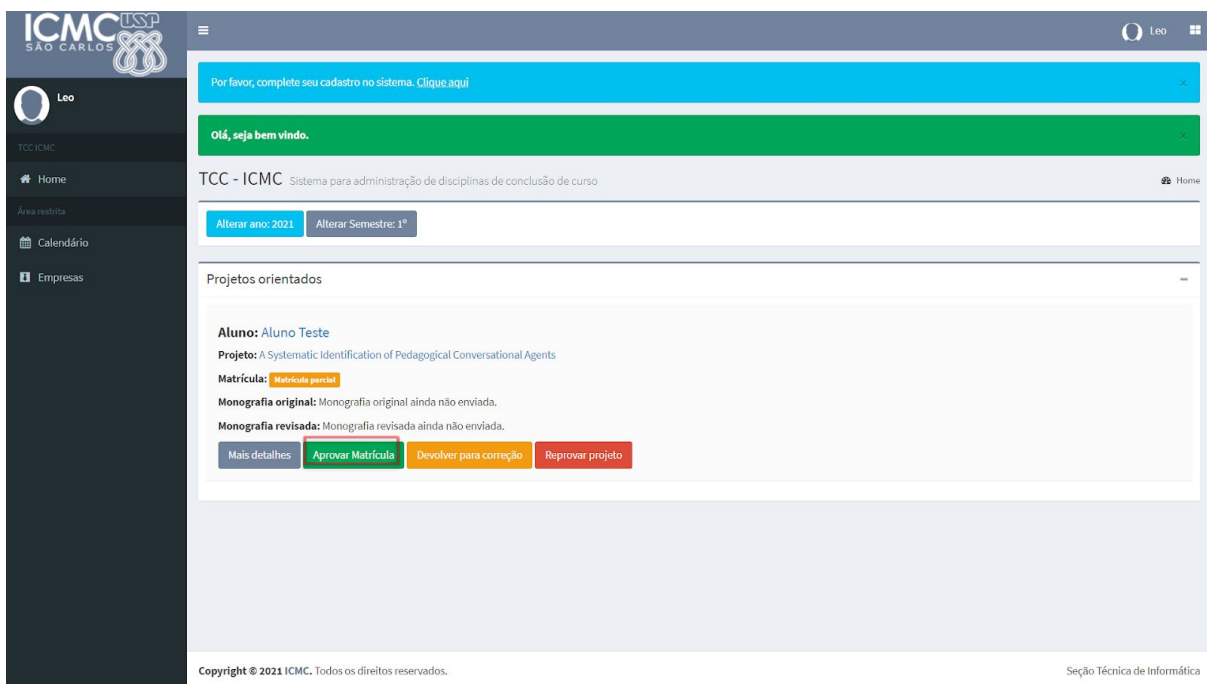 ICMC USP
SÃO CARLOS
Leo
Leo
TCC ICMC
Home
Área restrita
Calendário
Empresas
Por favor, complete seu cadastro no sistema. Clique aqui ×
Olá, seja bem vindo. ×
TCC - ICMC Sistema para administração de disciplinas de conclusão de curso Home
Alterar ano: 2021 Alterar Semestre: 1º
Projetos orientados
Aluno: Aluno Teste
Projeto: A Systematic Identification of Pedagogical Conversational Agents
Matrícula: Matrícula parcial
Monografia original: Monografia original ainda não enviada.
Monografia revisada: Monografia revisada ainda não enviada.
Mais detalhes Aprovar Matrícula Devolver para correção Reprovar projeto
Copyright © 2021 ICMC. Todos os direitos reservados. Seção Técnica de Informática